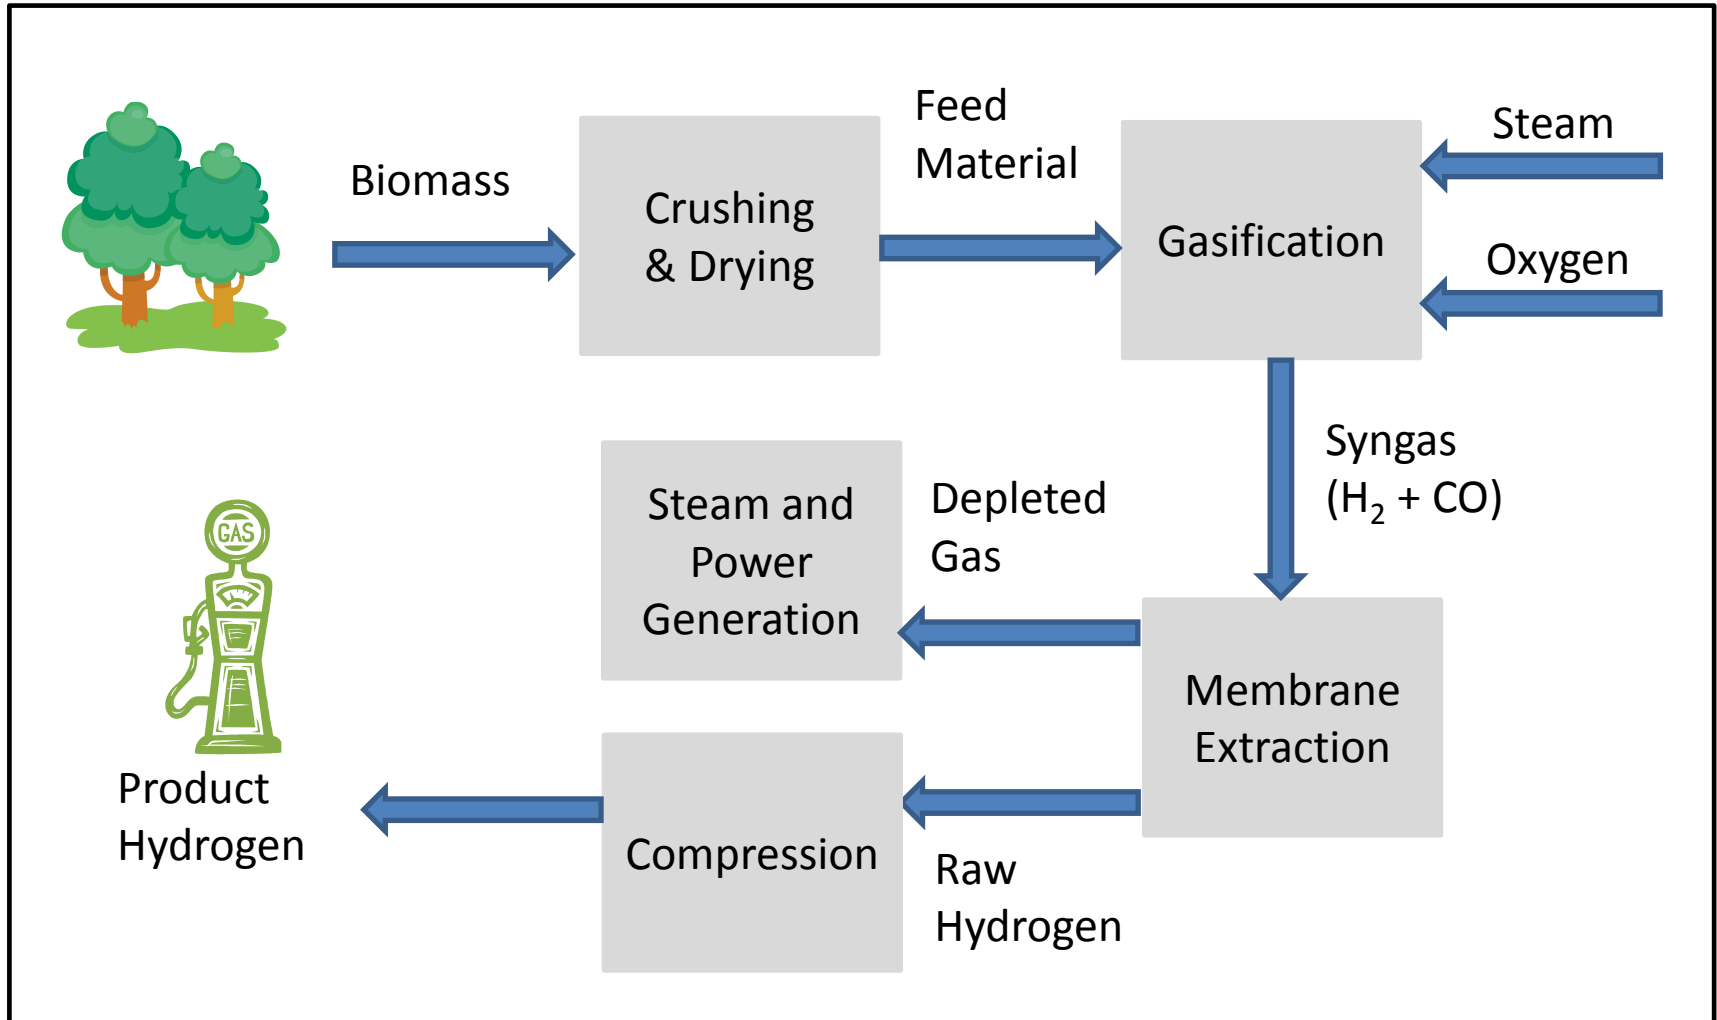 Biomass
Crushing
& Drying
Feed
Material
Gasification
Steam
Oxygen
Syngas
(H₂ + CO)
Membrane
Extraction
Depleted
Gas
Steam and
Power
Generation
Raw
Hydrogen
Compression
GAS
Product
Hydrogen